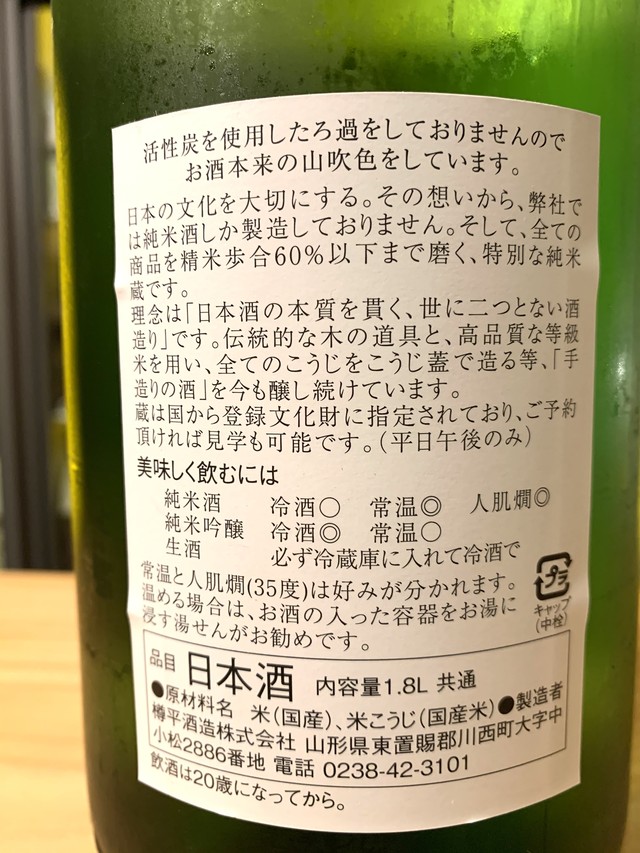 活性炭を使用したろ過をしておりませんので
お酒本来の山吹色をしています。
日本の文化を大切にする。その想いから、弊社で
は純米酒しか製造しておりません。そして、全ての
商品を精米歩合60%以下まで磨く、特別な純米
蔵です。
理念は「日本酒の本質を貫く、世に二つとない酒
造り」です。伝統的な木の道具と、高品質な等級
米を用い、全てのこうじをこうじ蓋で造る等、「手
造りの酒」を今も醸し続けています。
蔵は国から登録文化財に指定されており、ご予約
頂ければ見学も可能です。(平日午後のみ)
美味しく飲むには
純米酒 冷酒○ 常温◎ 人肌燗◎
純米吟醸 冷酒◎ 常温○
生酒 必ず冷蔵庫に入れて冷酒で
常温と人肌燗(35度)は好みが分かれます。
温める場合は、お酒の入った容器をお湯に
浸す湯せんがお勧めです。
プラ
キャップ
(中栓)
品目 日本酒 内容量1.8L 共通
●原材料名 米(国産)、米こうじ(国産米)●製造者
樽平酒造株式会社 山形県東置賜郡川西町大字中
小松2886番地 電話 0238-42-3101
飲酒は20歳になってから。